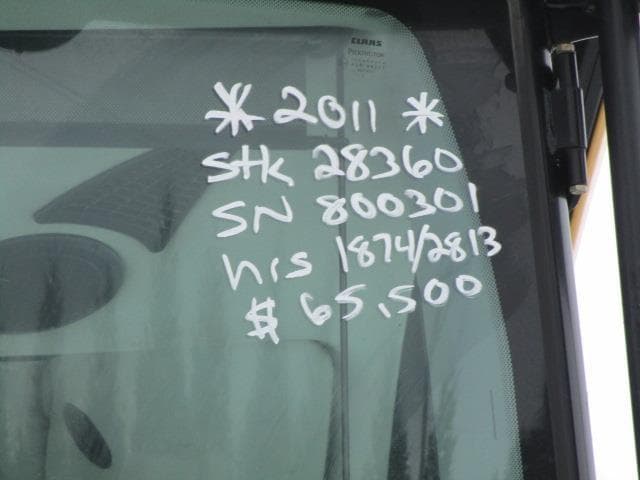 CLAAS
* 2011 *
Stk 28360
SN 800301
hrs 1874/2813
$ 65,500